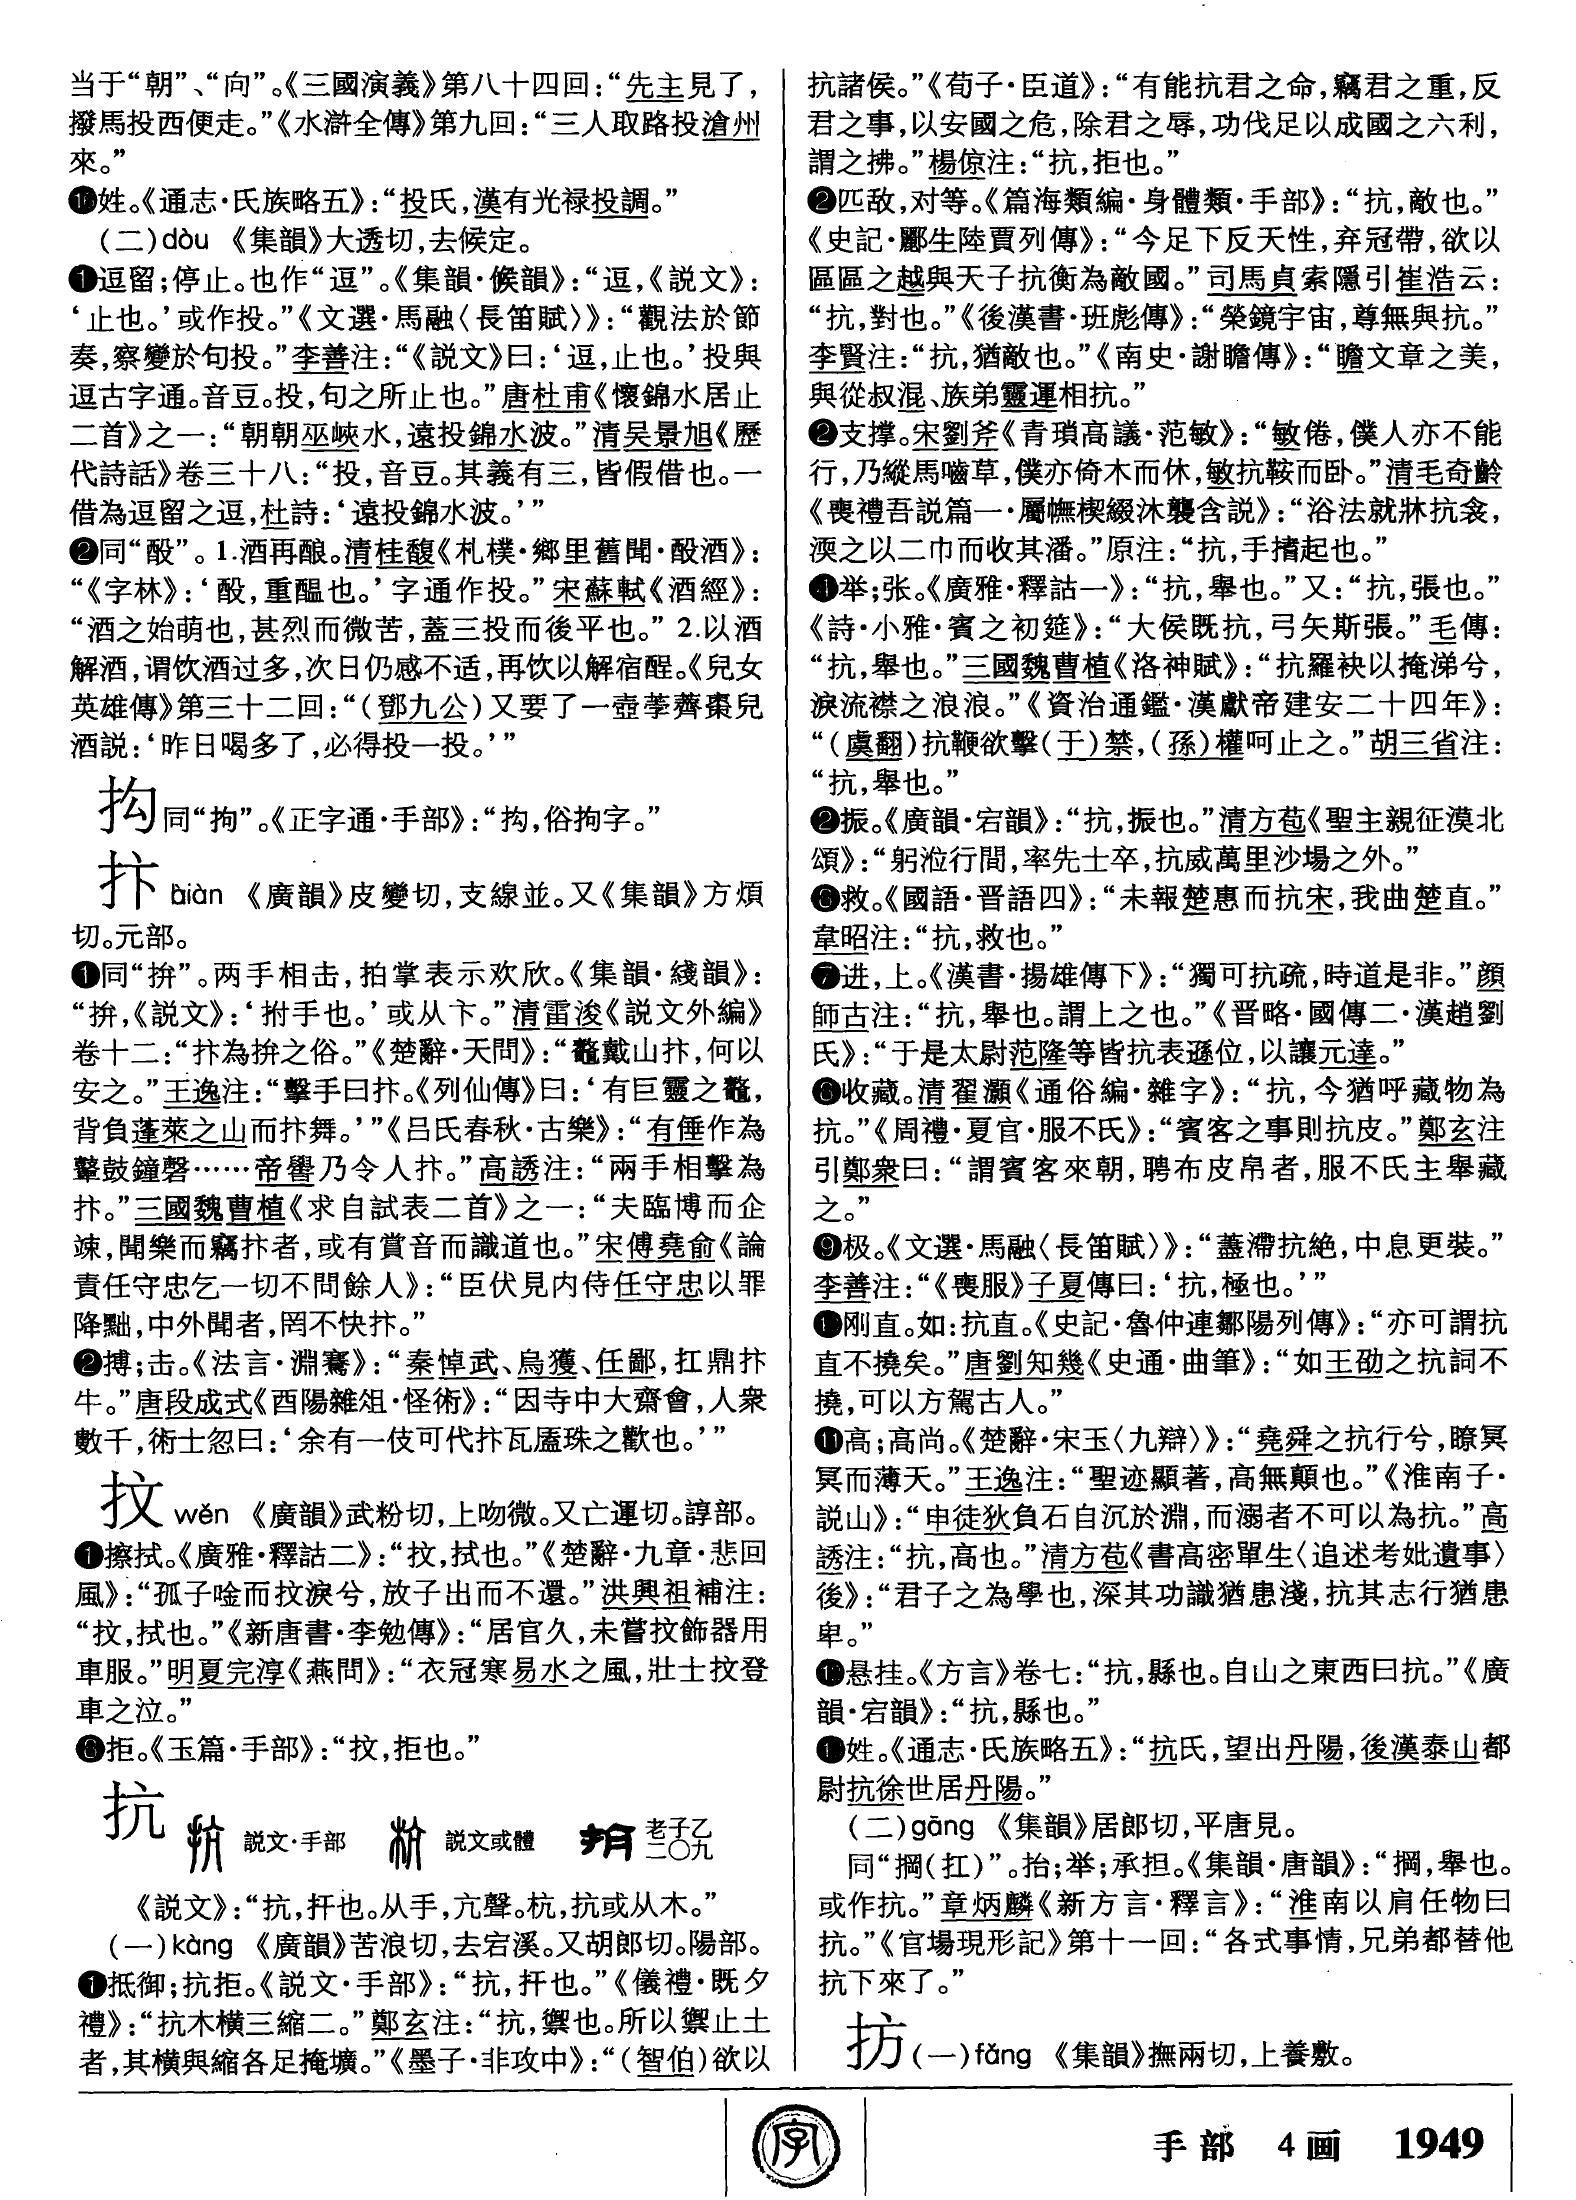 当于“朝”、“向”。《三國演義》第八十四回：“先主見了，
撥馬投西便走。”《水滸全傳》第九回：“三人取路投滄州
來。”
姓。《通志·氏族略五》：“投氏，漢有光禄投調。”
(二)dòu 《集韻》大透切，去候定。
❶逗留；停止。也作“逗”。《集韻·候韻》：“逗，《説文》：
‘止也。’或作投。”《文選·馬融〈長笛賦〉》：“觀法於節
奏，察變於句投。”李善注：“《説文》曰：‘逗，止也。’投與
逗古字通。音豆。投，句之所止也。”唐杜甫《懷錦水居止
二首》之一：“朝朝巫峽水，遠投錦水波。”清吴景旭《歷
代詩話》卷三十八：“投，音豆。其義有三，皆假借也。一
借為逗留之逗，杜詩：‘遠投錦水波。’”
❷同“酘”。1.酒再酿。清桂馥《札樸·鄉里舊聞·酘酒》：
“《字林》：‘酘，重醖也。’字通作投。”宋蘇軾《酒經》：
“酒之始萌也，甚烈而微苦，蓋三投而後平也。”2.以酒
解酒，谓饮酒过多，次日仍感不适，再饮以解宿酲。《兒女
英雄傳》第三十二回：“(鄧九公)又要了一壺荸薺棗兒
酒説：‘昨日喝多了，必得投一投。’”
抅同“拘”。《正字通·手部》：“抅，俗拘字。”
抃 biàn 《廣韻》皮變切，支線並。又《集韻》方煩
切。元部。
❶同“拚”。两手相击，拍掌表示欢欣。《集韻·綫韻》：
“拚，《説文》：‘拊手也。’或从卞。”清雷浚《説文外編》
卷十二：“抃為拚之俗。”《楚辭·天問》：“鼇戴山抃，何以
安之。”王逸注：“擊手曰抃。《列仙傳》曰：‘有巨靈之鼇，
背負蓬萊之山而抃舞。’”《吕氏春秋·古樂》：“有倕作為
鼙鼓鐘磬……帝嚳乃令人抃。”高誘注：“兩手相擊為
抃。”三國魏曹植《求自試表二首》之一：“夫臨博而企
竦，聞樂而竊抃者，或有賞音而識道也。”宋傅堯俞《論
責任守忠乞一切不問餘人》：“臣伏見内侍任守忠以罪
降黜，中外聞者，罔不快抃。”
❷搏；击。《法言·淵騫》：“秦悼武、烏獲、任鄙，扛鼎抃
牛。”唐段成式《酉陽雜俎·怪術》：“因寺中大齋會，人衆
數千，術士忽曰：‘余有一伎可代抃瓦廅珠之歡也。’”
抆 wěn 《廣韻》武粉切，上吻微。又亡運切。諄部。
❶擦拭。《廣雅·釋詁二》：“抆，拭也。”《楚辭·九章·悲回
風》：“孤子唫而抆淚兮，放子出而不還。”洪興祖補注：
“抆，拭也。”《新唐書·李勉傳》：“居官久，未嘗抆飾器用
車服。”明夏完淳《燕問》：“衣冠寒易水之風，壯士抆登
車之泣。”
拒。《玉篇·手部》：“抆，拒也。”
抗 説文·手部 説文或體 老子乙二〇九
《説文》：“抗，扞也。从手，亢聲。杭，抗或从木。”
(一)kàng 《廣韻》苦浪切，去宕溪。又胡郎切。陽部。
❶抵御；抗拒。《説文·手部》：“抗，扞也。”《儀禮·既夕
禮》：“抗木横三縮二。”鄭玄注：“抗，禦也。所以禦止土
者，其横與縮各足掩壙。”《墨子·非攻中》：“(智伯)欲以
抗諸侯。”《荀子·臣道》：“有能抗君之命，竊君之重，反
君之事，以安國之危，除君之辱，功伐足以成國之六利，
謂之拂。”楊倞注：“抗，拒也。”
❷匹敌，对等。《篇海類編·身體類·手部》：“抗，敵也。”
《史記·酈生陸賈列傳》：“今足下反天性，弃冠帶，欲以
區區之越與天子抗衡為敵國。”司馬貞索隱引崔浩云：
“抗，對也。”《後漢書·班彪傳》：“榮鏡宇宙，尊無與抗。”
李賢注：“抗，猶敵也。”《南史·謝瞻傳》：“瞻文章之美，
與從叔混、族弟靈運相抗。”
❷支撑。宋劉斧《青瑣高議·范敏》：“敏倦，僕人亦不能
行，乃縱馬嚙草，僕亦倚木而休，敏抗鞍而卧。”清毛奇齡
《喪禮吾説篇一·屬幠楔綴沐襲含説》：“浴法就牀抗衾，
渜之以二巾而收其潘。”原注：“抗，手揞起也。”
❹举；张。《廣雅·釋詁一》：“抗，舉也。”又：“抗，張也。”
《詩·小雅·賓之初筵》：“大侯既抗，弓矢斯張。”毛傳：
“抗，舉也。”三國魏曹植《洛神賦》：“抗羅袂以掩涕兮，
淚流襟之浪浪。”《資治通鑑·漢獻帝建安二十四年》：
“(虞翻)抗鞭欲擊(于)禁，(孫)權呵止之。”胡三省注：
“抗，舉也。”
❷振。《廣韻·宕韻》：“抗，振也。”清方苞《聖主親征漠北
頌》：“躬涖行間，率先士卒，抗威萬里沙場之外。”
❻救。《國語·晋語四》：“未報楚惠而抗宋，我曲楚直。”
韋昭注：“抗，救也。”
❼进，上。《漢書·揚雄傳下》：“獨可抗疏，時道是非。”顔
師古注：“抗，舉也。謂上之也。”《晋略·國傳二·漢趙劉
氏》：“于是太尉范隆等皆抗表遜位，以讓元達。”
收藏。清翟灝《通俗編·雜字》：“抗，今猶呼藏物為
抗。”《周禮·夏官·服不氏》：“賓客之事則抗皮。”鄭玄注
引鄭衆曰：“謂賓客來朝，聘布皮帛者，服不氏主舉藏
之。”
❾极。《文選·馬融〈長笛賦〉》：“蓋滯抗絶，中息更裝。”
李善注：“《喪服》子夏傳曰：‘抗，極也。’”
刚直。如：抗直。《史記·魯仲連鄒陽列傳》：“亦可謂抗
直不撓矣。”唐劉知幾《史通·曲筆》：“如王劭之抗詞不
撓，可以方駕古人。”
⓫高；高尚。《楚辭·宋玉〈九辯〉》：“堯舜之抗行兮，瞭冥
冥而薄天。”王逸注：“聖迹顯著，高無顛也。”《淮南子·
説山》：“申徒狄負石自沉於淵，而溺者不可以為抗。”高
誘注：“抗，高也。”清方苞《書高密單生〈追述考妣遺事〉
後》：“君子之為學也，深其功識猶患淺，抗其志行猶患
卑。”
悬挂。《方言》卷七：“抗，縣也。自山之東西曰抗。”《廣
韻·宕韻》：“抗，縣也。”
姓。《通志·氏族略五》：“抗氏，望出丹陽，後漢泰山都
尉抗徐世居丹陽。”
(二)gāng 《集韻》居郎切，平唐見。
同“掆(扛)”。抬；举；承担。《集韻·唐韻》：“掆，舉也。
或作抗。”章炳麟《新方言·釋言》：“淮南以肩任物曰
抗。”《官場現形記》第十一回：“各式事情，兄弟都替他
抗下來了。”
㧍(一)fǎng 《集韻》撫兩切，上養敷。
字
手部 4画 1949